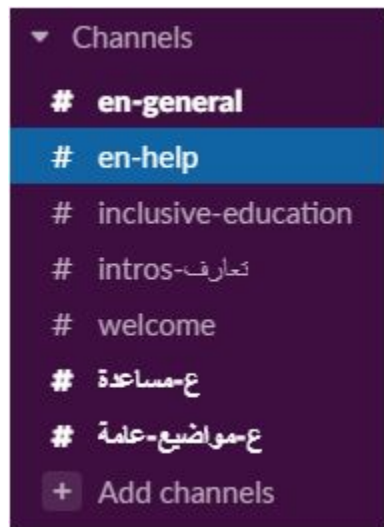 Channels
# en-general
# en-help
# inclusive-education
# intros-تعارف
# welcome
# ع-مساعدة
# ع-مواضيع-عامة
+ Add channels